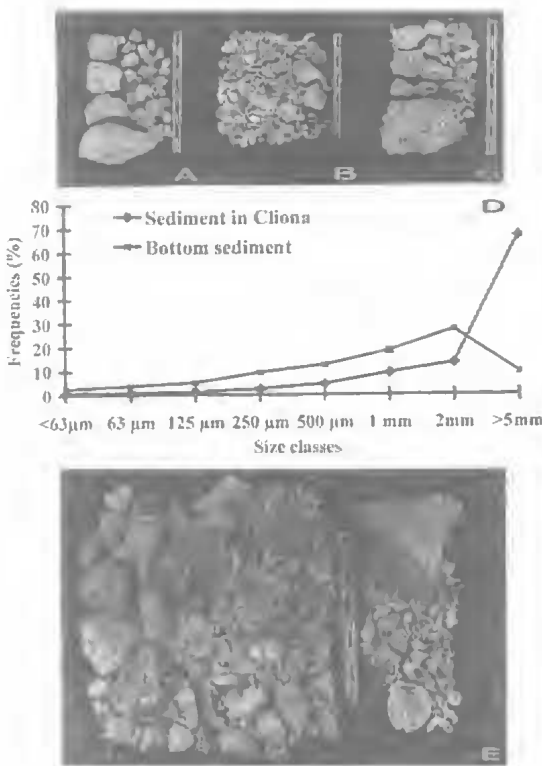 A
B
D
80
70
60
50
40
30
20
10
0
Frequencies (%)
Sediment in Cliona
Bottom sediment
<63µm 63 µm 125 µm 250 µm 500 µm 1 mm 2mm >5mm
Size classes
E